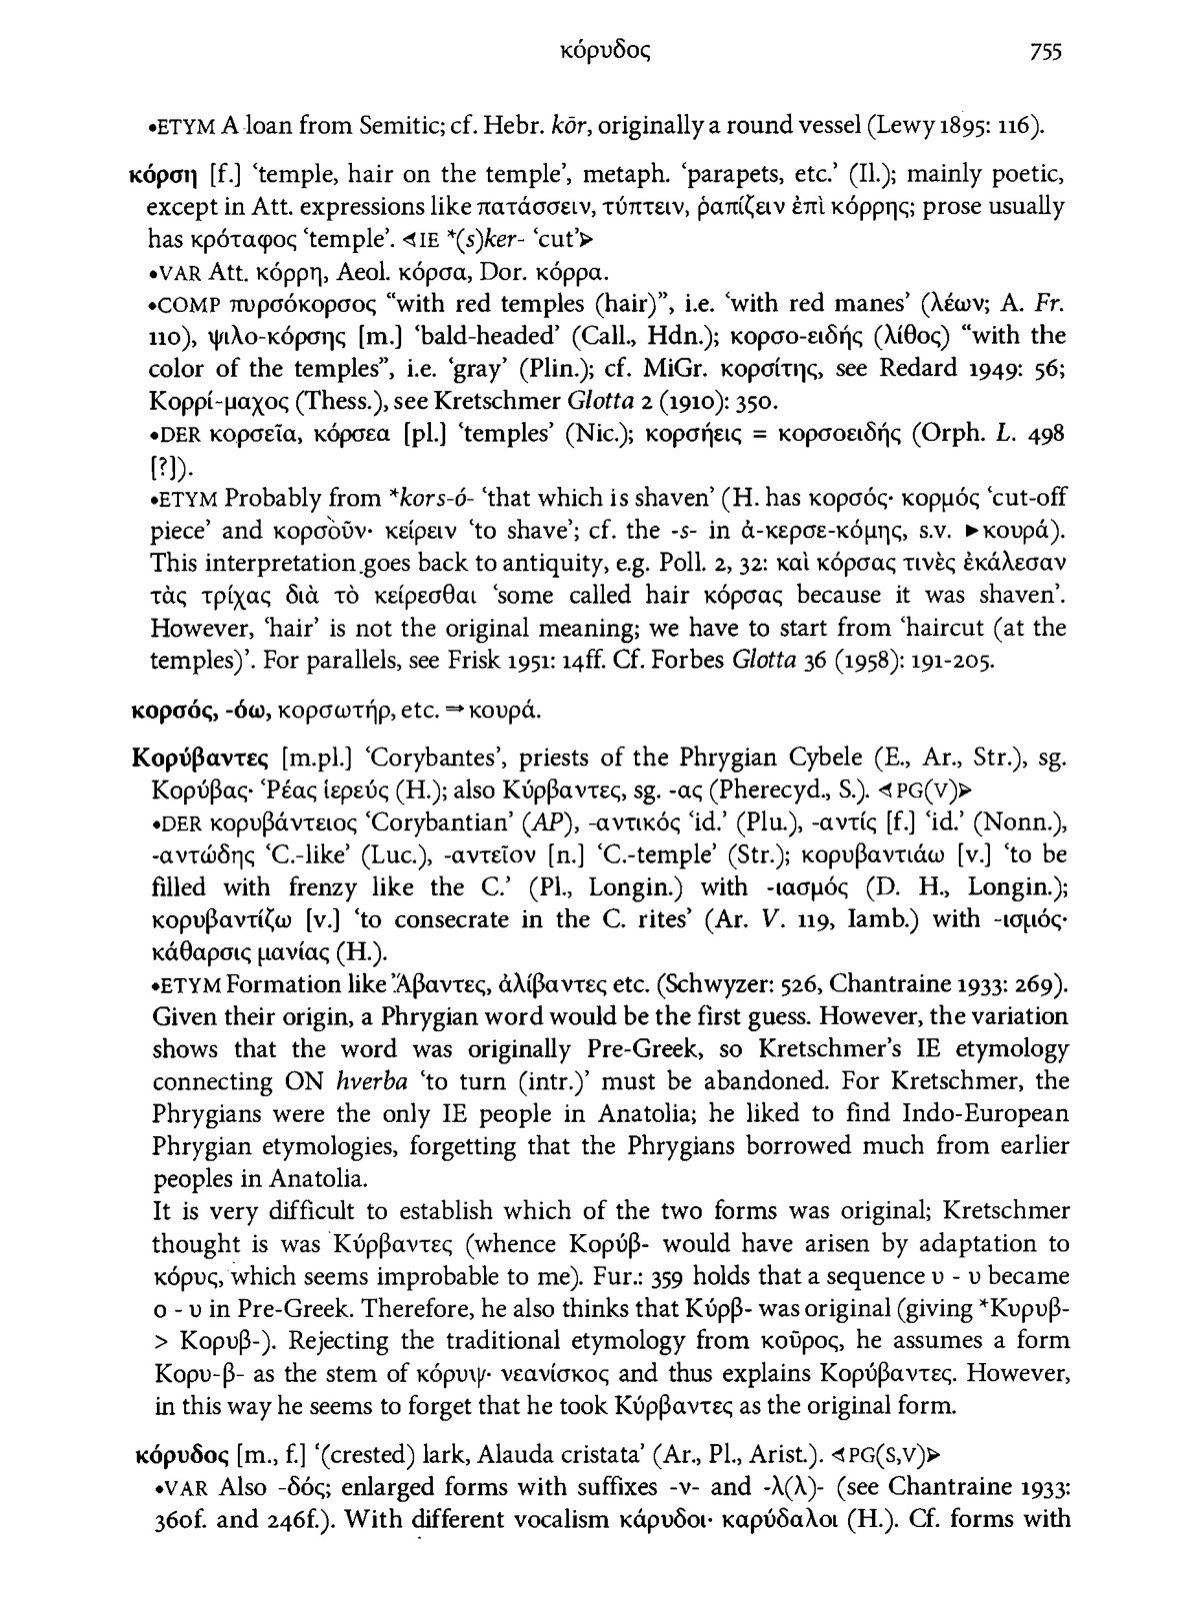 κόρυδος 755
•ETYM A loan from Semitic; cf. Hebr. kōr, originally a round vessel (Lewy 1895: 116).
κόρση [f.] ‘temple, hair on the temple’, metaph. ‘parapets, etc.’ (Il.); mainly poetic,
except in Att. expressions like πατάσσειν, τύπτειν, ῥαπίζειν ἐπὶ κόρρης; prose usually
has κρόταφος ‘temple’. ⊲IE *(s)ker- ‘cut’⊳
•VAR Att. κόρρη, Aeol. κόρσα, Dor. κόρρα.
•COMP πυρσόκορσος “with red temples (hair)”, i.e. ‘with red manes’ (λέων; A. Fr.
110), ψιλο-κόρσης [m.] ‘bald-headed’ (Call., Hdn.); κορσο-ειδής (λίθος) “with the
color of the temples”, i.e. ‘gray’ (Plin.); cf. MiGr. κορσίτης, see Redard 1949: 56;
Κορρί-μαχος (Thess.), see Kretschmer Glotta 2 (1910): 350.
•DER κορσεῖα, κόρσεα [pl.] ‘temples’ (Nic.); κορσήεις = κορσοειδής (Orph. L. 498
[?]).
•ETYM Probably from *kors-ó- ‘that which is shaven’ (H. has κορσός· κορμός ‘cut-off
piece’ and κορσοῦν· κείρειν ‘to shave’; cf. the -s- in ἀ-κερσε-κόμης, s.v. ►κουρά).
This interpretation goes back to antiquity, e.g. Poll. 2, 32: καὶ κόρσας τινὲς ἐκάλεσαν
τὰς τρίχας διὰ τὸ κείρεσθαι ‘some called hair κόρσας because it was shaven’.
However, ‘hair’ is not the original meaning; we have to start from ‘haircut (at the
temples)’. For parallels, see Frisk 1951: 14ff. Cf. Forbes Glotta 36 (1958): 191-205.
κορσός, -όω, κορσωτήρ, etc. ⇒κουρά.
Κορύβαντες [m.pl.] ‘Corybantes’, priests of the Phrygian Cybele (E., Ar., Str.), sg.
Κορύβας· Ῥέας ἱερεύς (H.); also Κύρβαντες, sg. -ας (Pherecyd., S.). ⊲PG(V)⊳
•DER κορυβάντειος ‘Corybantian’ (AP), -αντικός ‘id.’ (Plu.), -αντίς [f.] ‘id.’ (Nonn.),
-αντώδης ‘C.-like’ (Luc.), -αντεῖον [n.] ‘C.-temple’ (Str.); κορυβαντιάω [v.] ‘to be
filled with frenzy like the C.’ (Pl., Longin.) with -ιασμός (D. H., Longin.);
κορυβαντίζω [v.] ‘to consecrate in the C. rites’ (Ar. V. 119, Iamb.) with -ισμός·
κάθαρσις μανίας (H.).
•ETYM Formation like Ἄβαντες, ἀλίβαντες etc. (Schwyzer: 526, Chantraine 1933: 269).
Given their origin, a Phrygian word would be the first guess. However, the variation
shows that the word was originally Pre-Greek, so Kretschmer’s IE etymology
connecting ON hverba ‘to turn (intr.)’ must be abandoned. For Kretschmer, the
Phrygians were the only IE people in Anatolia; he liked to find Indo-European
Phrygian etymologies, forgetting that the Phrygians borrowed much from earlier
peoples in Anatolia.
It is very difficult to establish which of the two forms was original; Kretschmer
thought is was Κύρβαντες (whence Κορύβ- would have arisen by adaptation to
κόρυς, which seems improbable to me). Fur.: 359 holds that a sequence υ - υ became
ο - υ in Pre-Greek. Therefore, he also thinks that Κύρβ- was original (giving *Κυρυβ-
> Κορυβ-). Rejecting the traditional etymology from κοῦρος, he assumes a form
Κορυ-β- as the stem of κόρυψ· νεανίσκος and thus explains Κορύβαντες. However,
in this way he seems to forget that he took Κύρβαντες as the original form.
κόρυδος [m., f.] ‘(crested) lark, Alauda cristata’ (Ar., Pl., Arist.). ⊲PG(S,V)⊳
•VAR Also -δός; enlarged forms with suffixes -ν- and -λ(λ)- (see Chantraine 1933:
360f. and 246f.). With different vocalism κάρυδοι· καρύδαλοι (H.). Cf. forms with